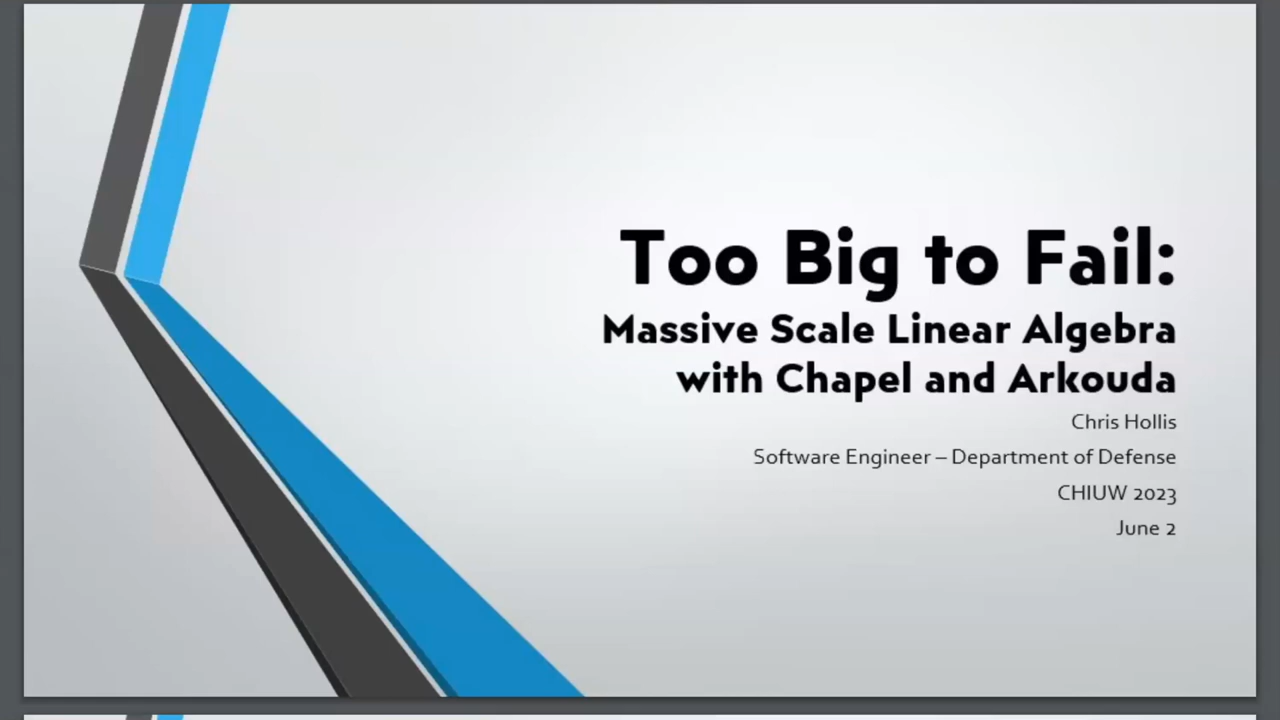 Too Big to Fail:
Massive Scale Linear Algebra
with Chapel and Arkouda
Chris Hollis
Software Engineer – Department of Defense
CHIUW 2023
June 2